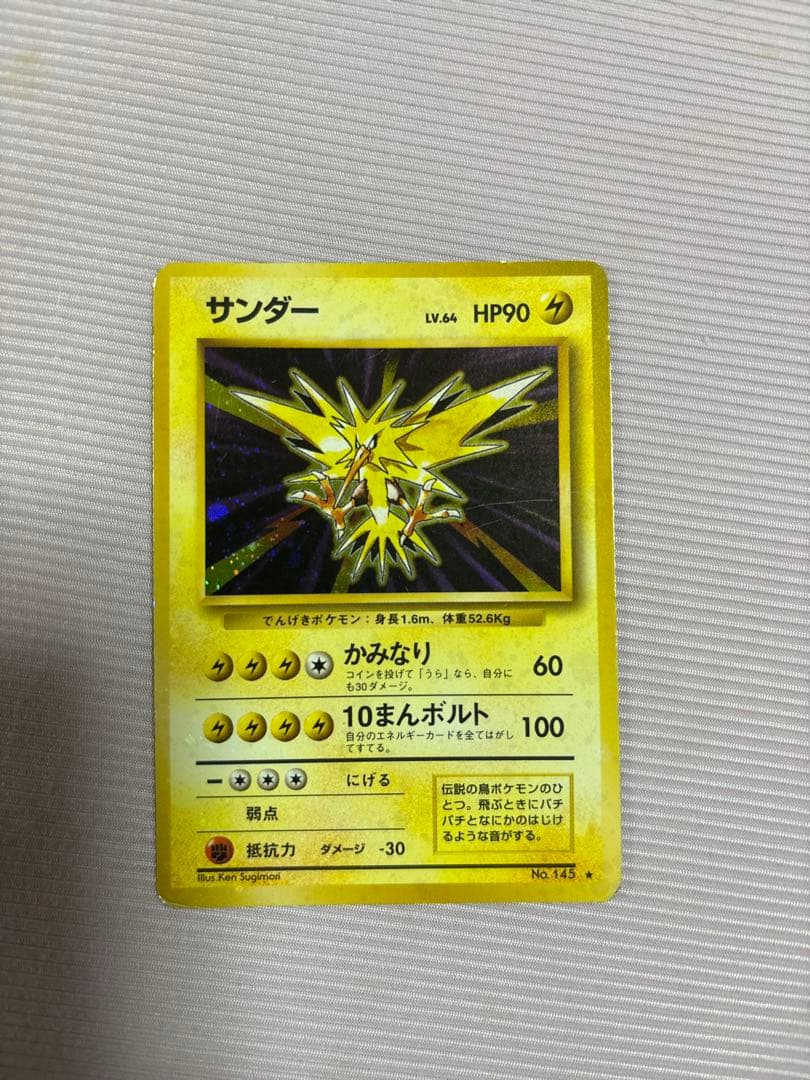 サンダー LV.64 HP90
でんげきポケモン：身長1.6m、体重52.6Kg
かみなり 60
コインを投げて「うら」なら、自分に
も30ダメージ。
10まんボルト 100
自分のエネルギーカードを全てはがし
てすてる。
にげる
弱点
抵抗力 ダメージ -30
伝説の鳥ポケモンのひ
とつ。飛ぶときにパチ
パチとなにかのはじけ
るような音がする。
Illus.Ken Sugimori
No. 145 ★